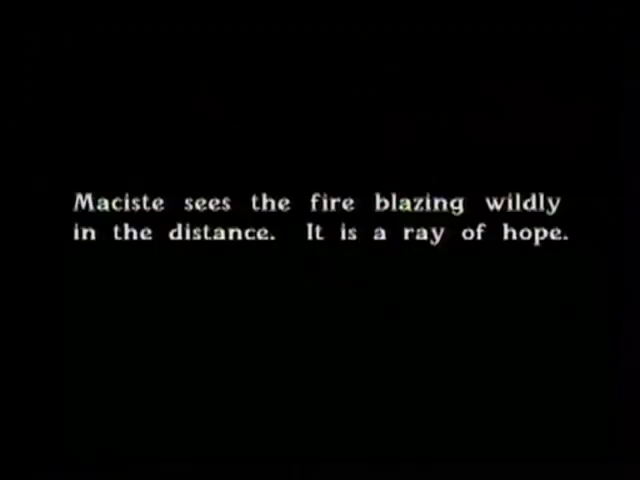 Maciste sees the fire blazing wildly
in the distance. It is a ray of hope.